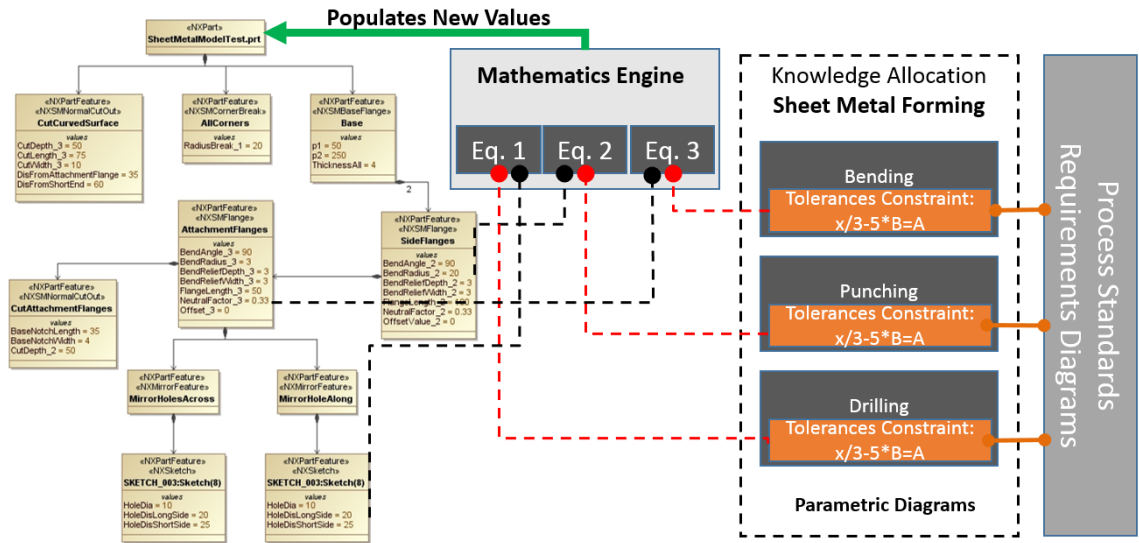 Populates New Values
«NXPart»
SheetMetalModelTest.prt
«NXPartFeature»
«NXSMNormalCutOut»
CutCurvedSurface
values
CutDepth_3 = 50
CutLength_3 = 75
CutWidth_3 = 10
DisFromAttachmentFlange = 35
DisFromShortEnd = 60
«NXPartFeature»
«NXSMCornerBreak»
AllCorners
values
RadiusBreak_1 = 20
«NXPartFeature»
«NXSMBaseFlange»
Base
values
p1 = 50
p2 = 250
ThicknessAll = 4
2
«NXPartFeature»
«NXSMFlange»
AttachmentFlanges
values
BendAngle_3 = 90
BendRadius_3 = 3
BendReliefDepth_3 = 3
BendReliefWidth_3 = 3
FlangeLength_3 = 50
NeutralFactor_3 = 0.33
Offset_3 = 0
«NXPartFeature»
«NXSMFlange»
SideFlanges
values
BendAngle_2 = 90
BendRadius_2 = 20
BendReliefDepth_2 = 3
BendReliefWidth_2 = 3
FlangeLength_2 =
NeutralFactor_2 = 0.33
OffsetValue_2 = 0
«NXPartFeature»
«NXSMNormalCutOut»
CutAttachmentFlanges
values
BaseNotchLength = 35
BaseNotchWidth = 4
CutDepth_2 = 50
«NXPartFeature»
«NXMirrorFeature»
MirrorHolesAcross
«NXPartFeature»
«NXMirrorFeature»
MirrorHoleAlong
«NXPartFeature»
«NXSketch»
SKETCH_003:Sketch(8)
values
HoleDia = 10
HoleDisLongSide = 20
HoleDisShortSide = 25
«NXPartFeature»
«NXSketch»
SKETCH_003:Sketch(8)
values
HoleDia = 10
HoleDisLongSide = 20
HoleDisShortSide = 25
Mathematics Engine
Eq. 1
Eq. 2
Eq. 3
Knowledge Allocation
Sheet Metal Forming
Bending
Tolerances Constraint:
x/3-5*B=A
Punching
Tolerances Constraint:
x/3-5*B=A
Drilling
Tolerances Constraint:
x/3-5*B=A
Parametric Diagrams
Process Standards
Requirements Diagrams